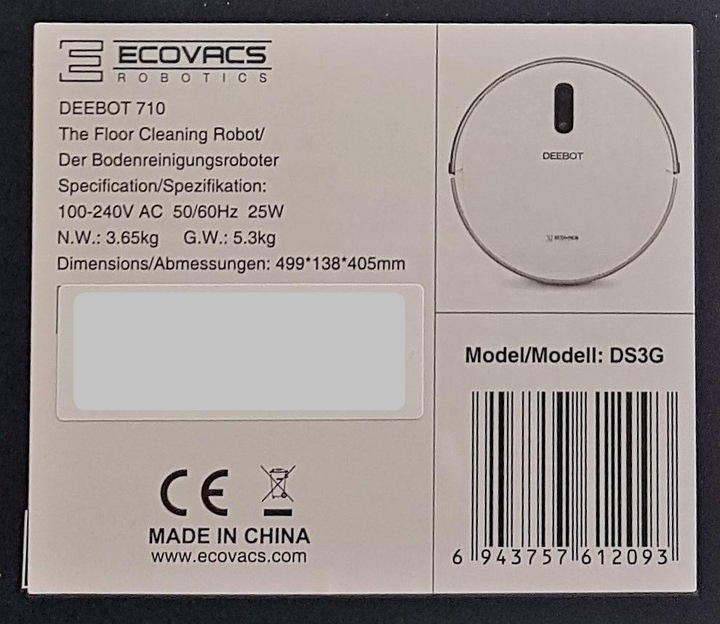 ECOVACS
ROBOTICS
DEEBOT 710
The Floor Cleaning Robot/
Der Bodenreinigungsroboter
Specification/Spezifikation:
100-240V AC 50/60Hz 25W
N.W.: 3.65kg G.W.: 5.3kg
Dimensions/Abmessungen: 499*138*405mm
CE
MADE IN CHINA
www.ecovacs.com
DEEBOT
ECOVACS
Model/Modell: DS3G
6 943757 612093